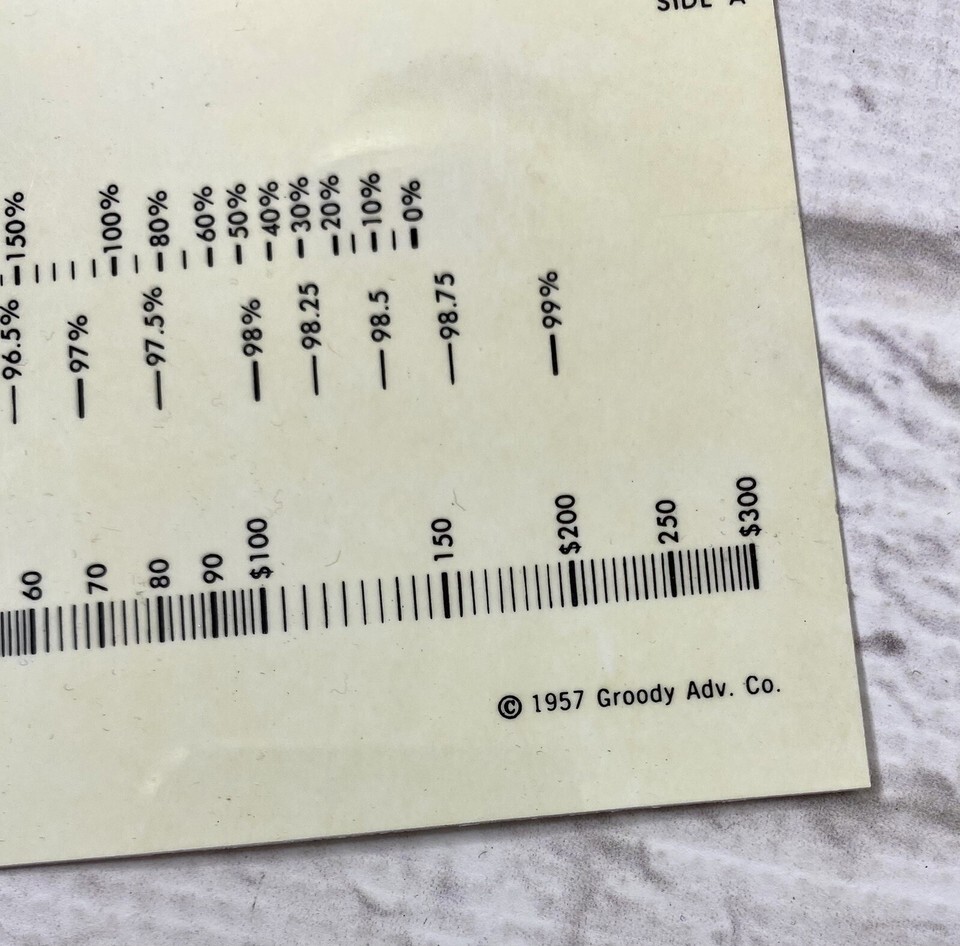 SIDE A
150% 100% 80% 60% 50% 40% 30% 20% 10% 0%
96.5% 97% 97.5% 98% 98.25 98.5 98.75 99%
60 70 80 90 $100 150 $200 250 $300
© 1957 Groody Adv. Co.